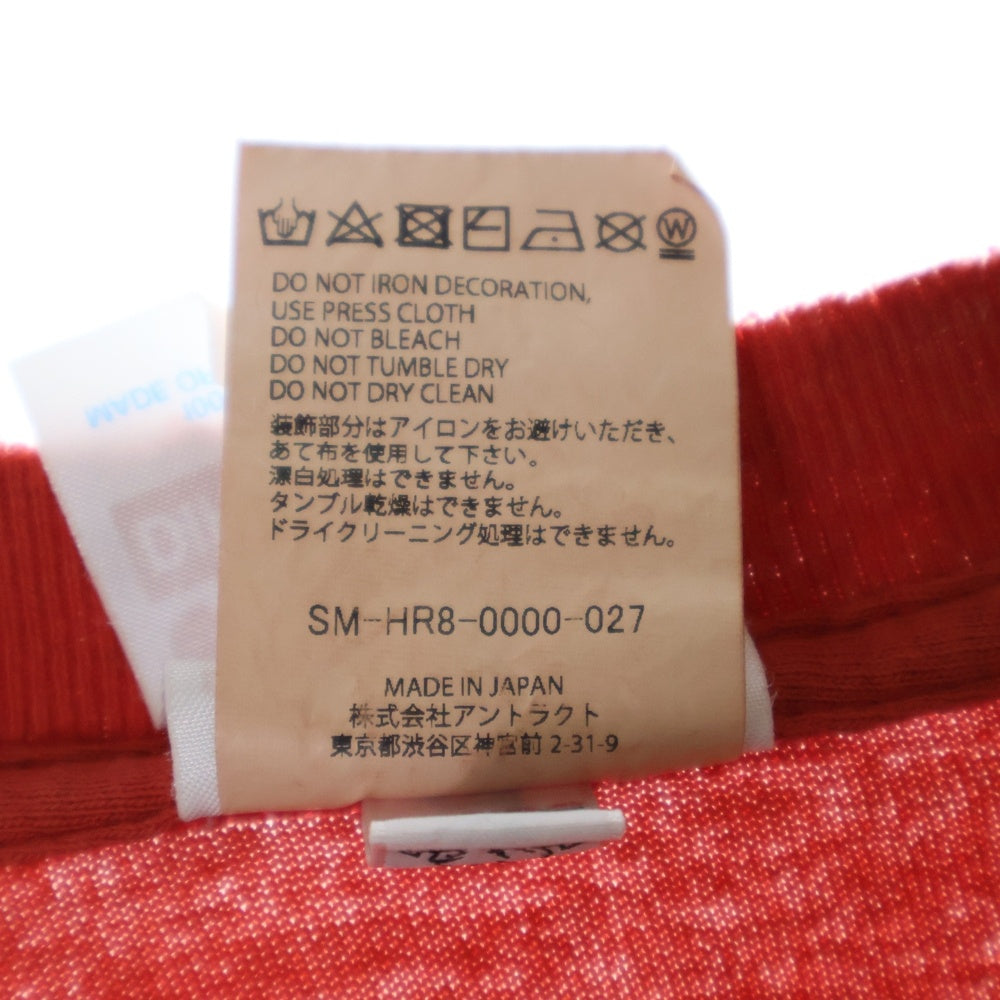 W
DO NOT IRON DECORATION,
USE PRESS CLOTH
DO NOT BLEACH
DO NOT TUMBLE DRY
DO NOT DRY CLEAN
装飾部分はアイロンをお避けいただき、
あて布を使用して下さい。
漂白処理はできません。
タンブル乾燥はできません。
ドライクリーニング処理はできません。
SM-HR8-0000-027
MADE IN JAPAN
株式会社アントラクト
東京都渋谷区神宮前 2-31-9
MADE OF